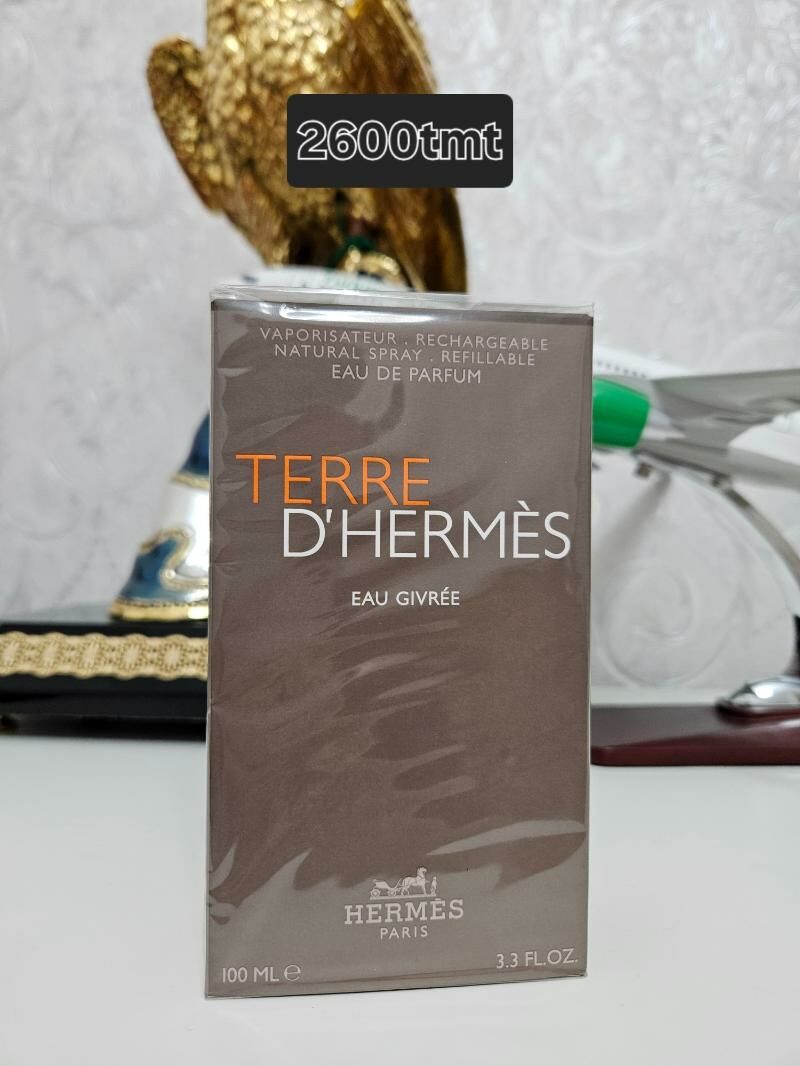 2600tmt
VAPORISATEUR . RECHARGEABLE
NATURAL SPRAY . REFILLABLE
EAU DE PARFUM
TERRE
D'HERMÈS
EAU GIVRÉE
HERMÈS
PARIS
100 ML ℮
3.3 FL.OZ.